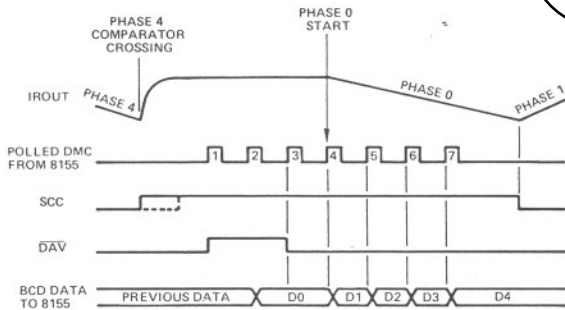 PHASE 4
COMPARATOR
CROSSING
PHASE 0
START
IROUT
PHASE 4
PHASE 0
PHASE 1
POLLED DMC
FROM 8155
1 2 3 4 5 6 7
SCC
DAV
BCD DATA
TO 8155
PREVIOUS DATA D0 D1 D2 D3 D4